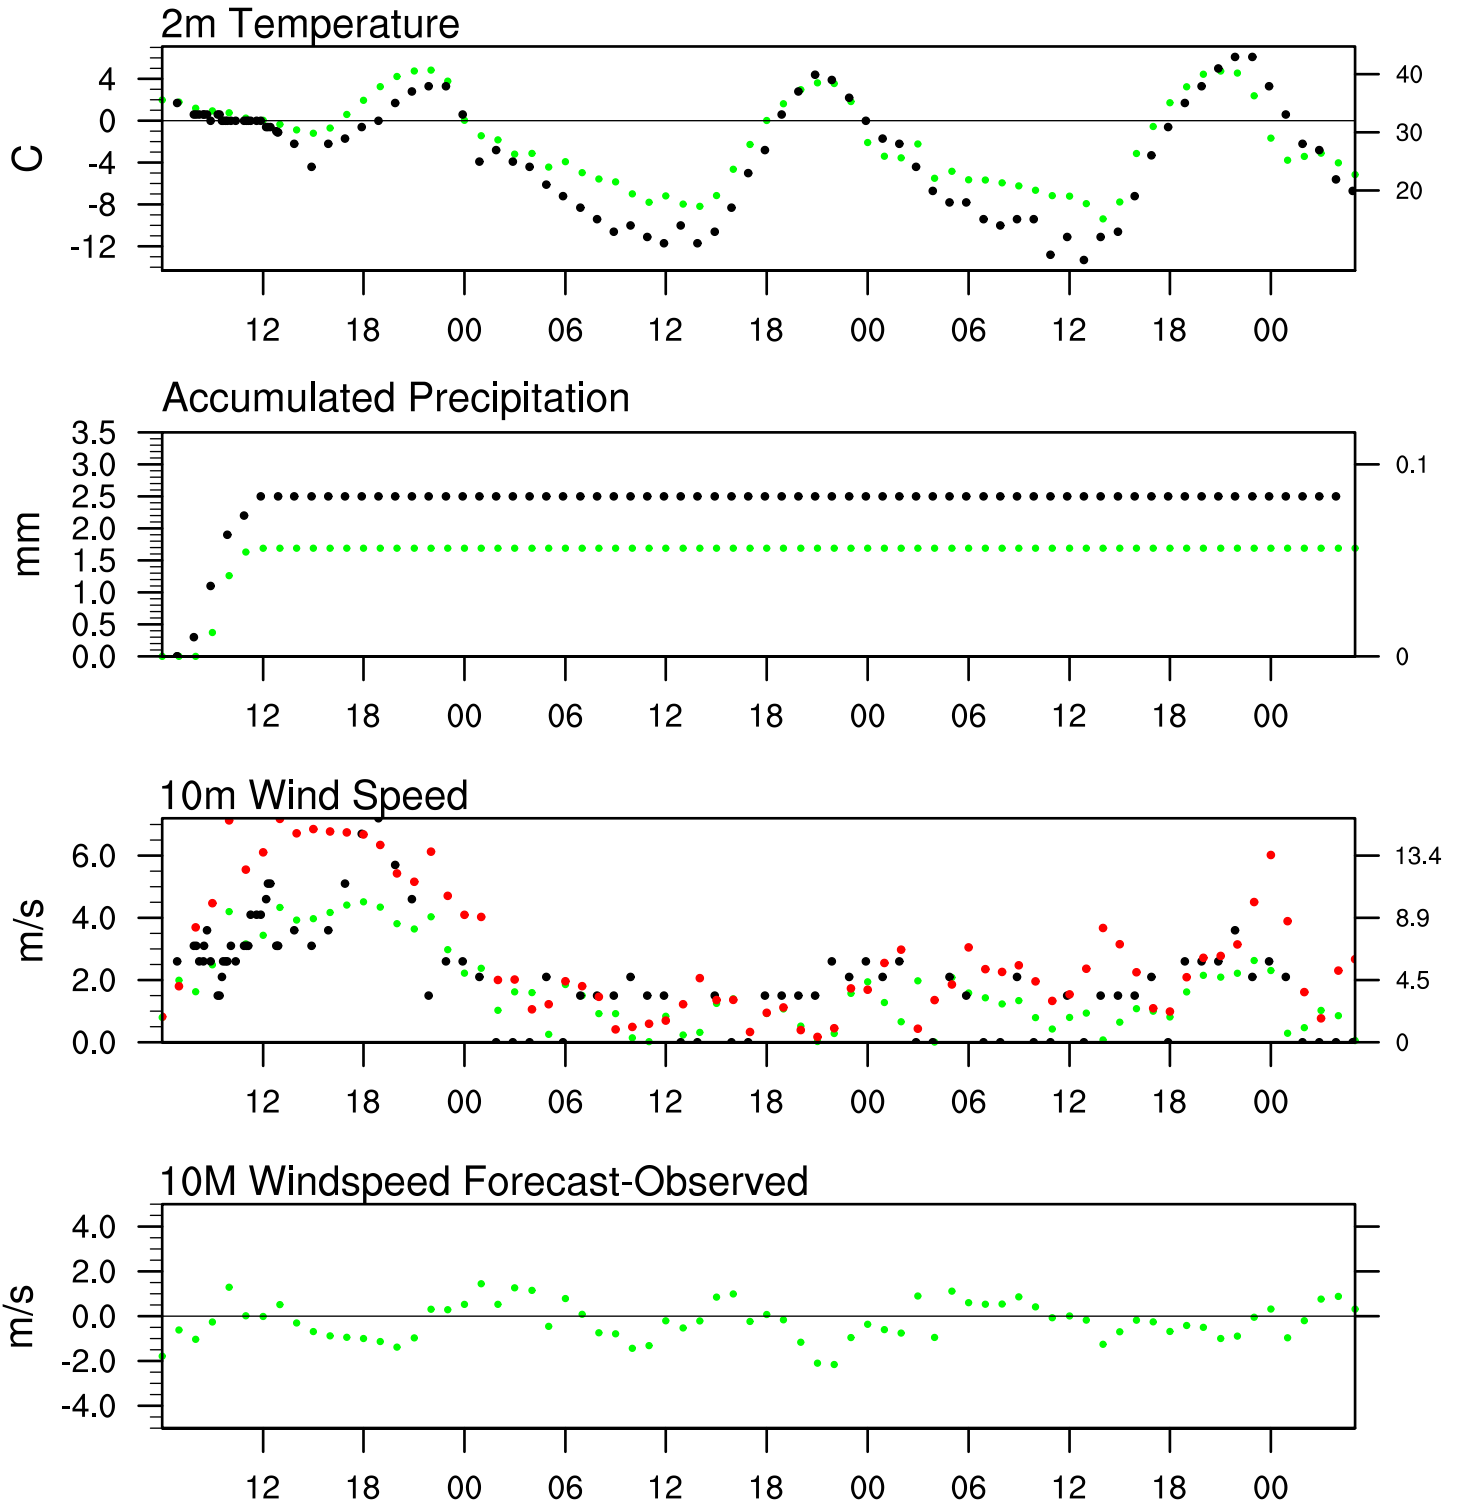 2m Temperature
4
0
-4
-8
-12
C
40
30
20
12 18 00 06 12 18 00 06 12 18 00
Accumulated Precipitation
3.5
3.0
2.5
2.0
1.5
1.0
0.5
0.0
mm
0.1
0
12 18 00 06 12 18 00 06 12 18 00
10m Wind Speed
6.0
4.0
2.0
0.0
m/s
13.4
8.9
4.5
0
12 18 00 06 12 18 00 06 12 18 00
10M Windspeed Forecast-Observed
4.0
2.0
0.0
-2.0
-4.0
m/s
12 18 00 06 12 18 00 06 12 18 00